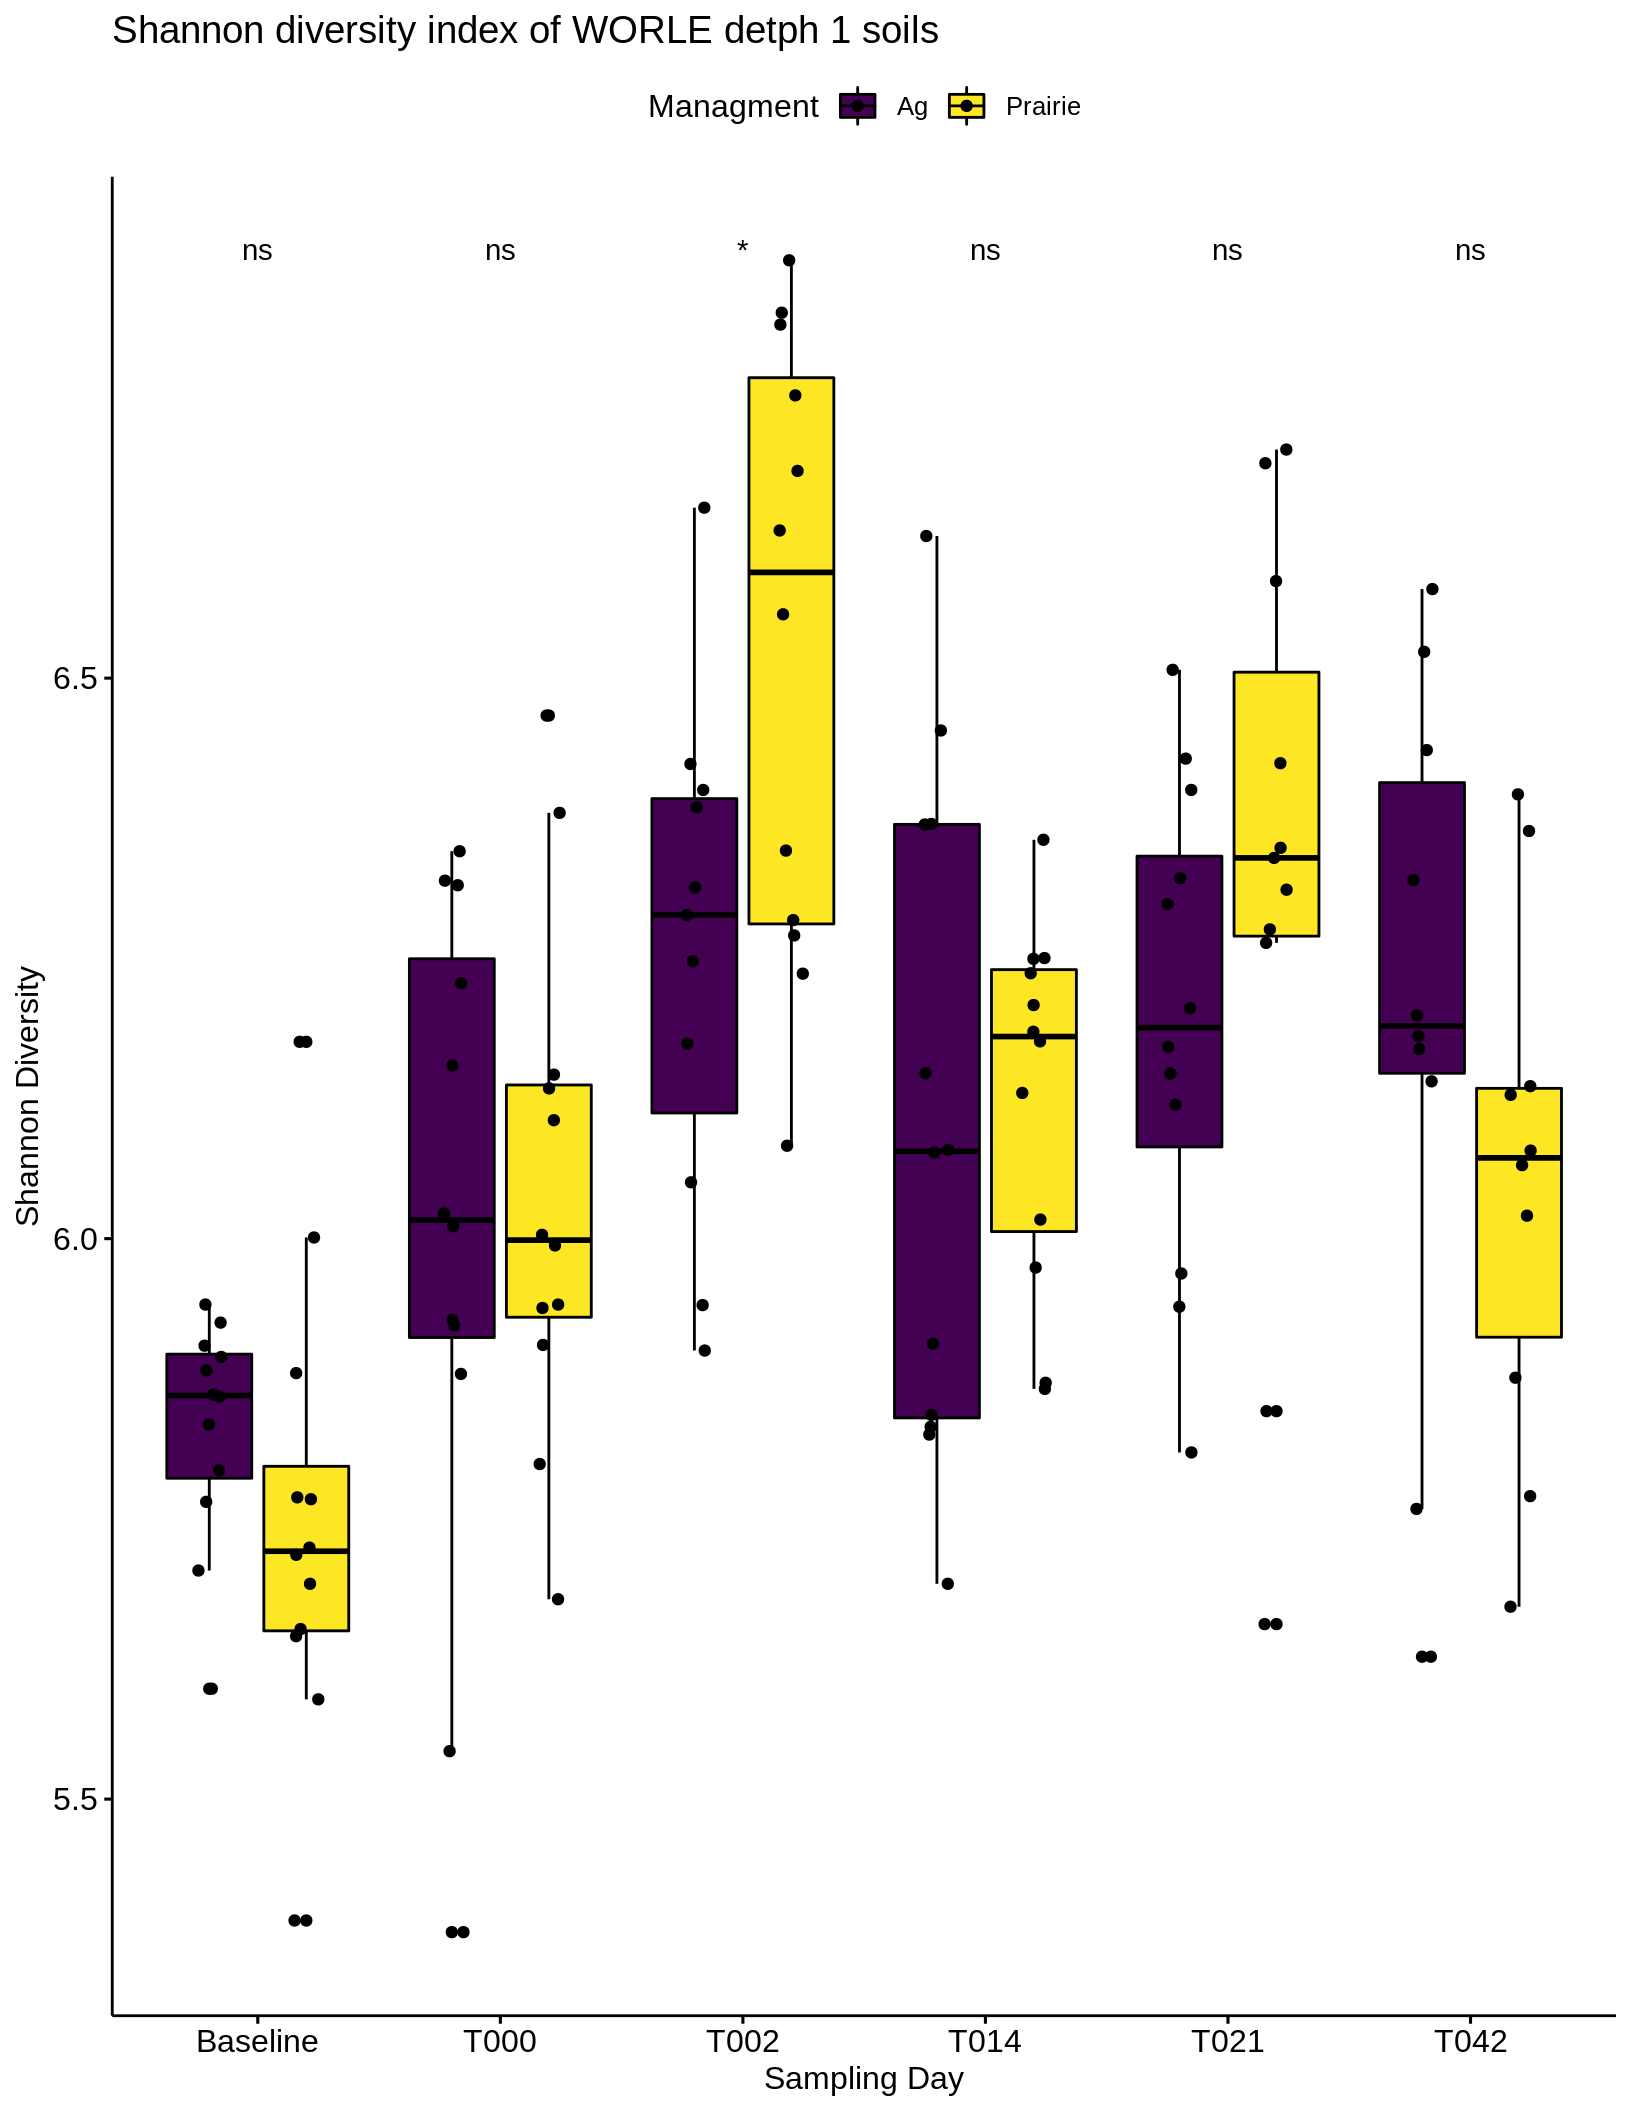 Shannon diversity index of WORLE detph 1 soils
Managment Ag Prairie
ns ns * ns ns ns
6.5
6.0
5.5
Shannon Diversity
Baseline T000 T002 T014 T021 T042
Sampling Day